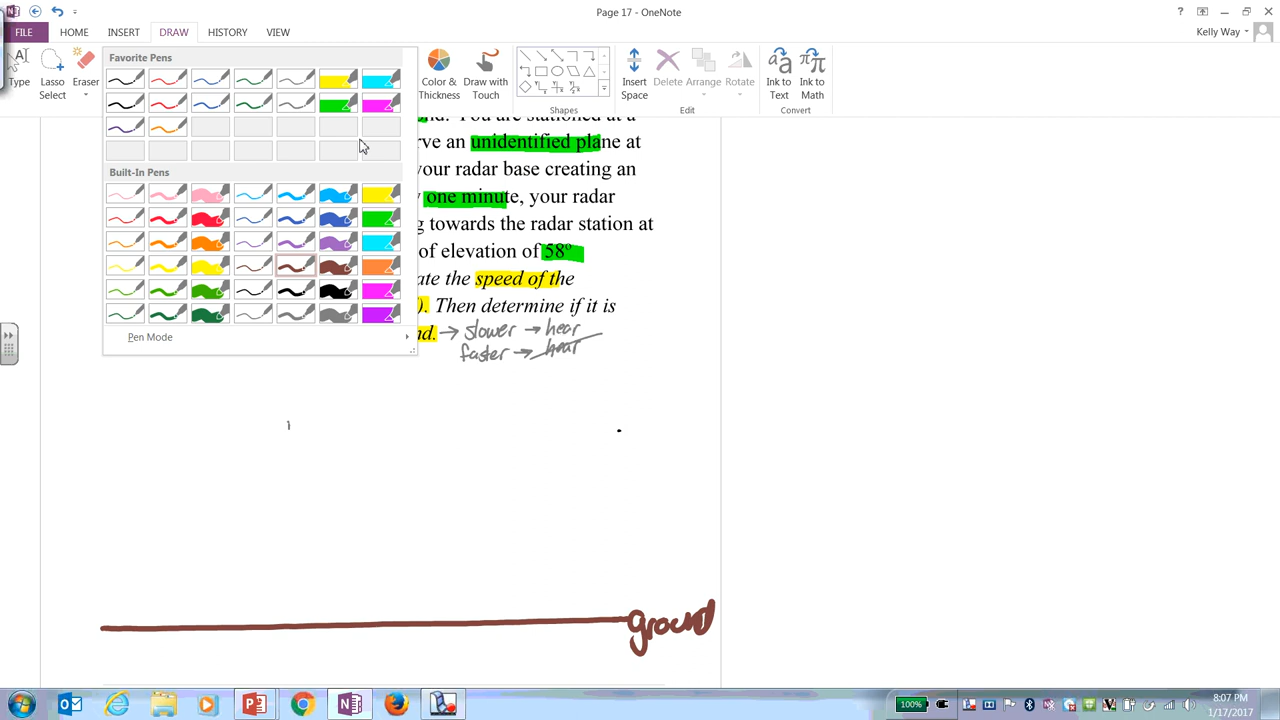 Page 17 - OneNote
FILE HOME INSERT DRAW HISTORY VIEW
Kelly Way
Type
Lasso Select
Eraser
Favorite Pens
Built-In Pens
Pen Mode
Color & Thickness
Draw with Touch
Shapes
Insert Space
Delete Arrange Rotate
Edit
Ink to Text
Ink to Math
Convert
nd. You are stationed at a
rve an unidentified plane at
your radar base creating an
one minute, your radar
g towards the radar station at
of elevation of 58º
ate the speed of the
). Then determine if it is
nd. → slower → hear
faster → hear
ground
100%
8:07 PM
1/17/2017